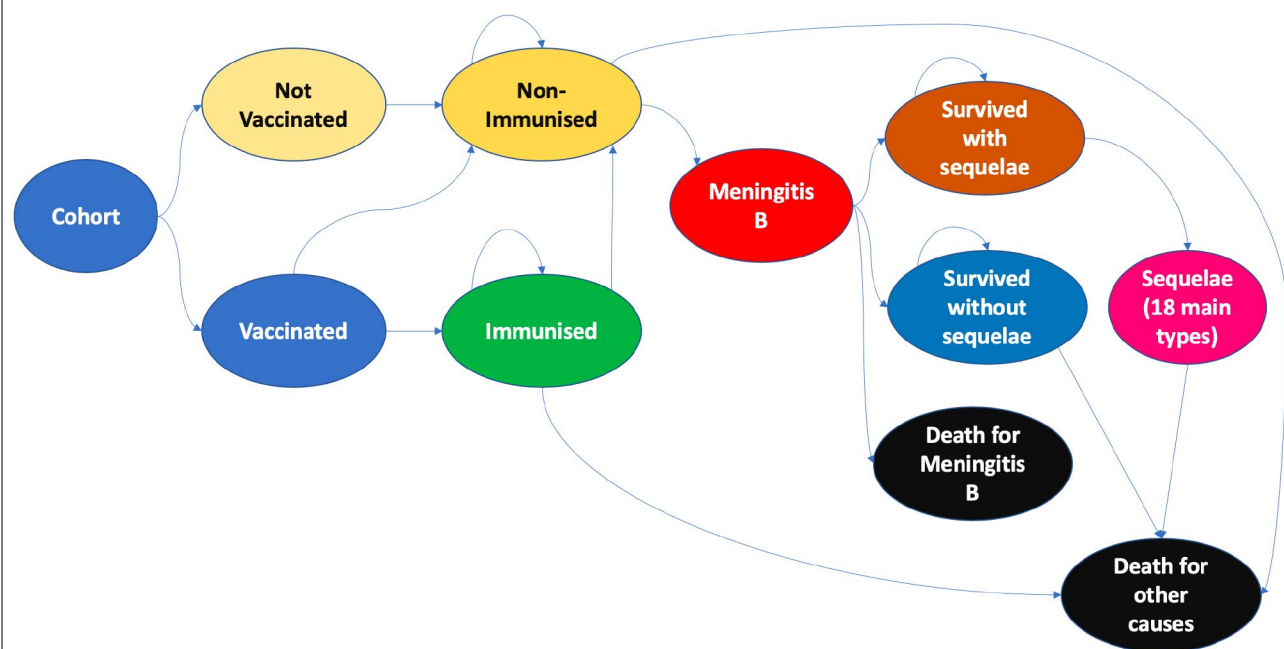 Cohort
Not
Vaccinated
Vaccinated
Non-
Immunised
Immunised
Meningitis
B
Survived
with
sequelae
Survived
without
sequelae
Sequelae
(18 main
types)
Death for
Meningitis
B
Death for
other
causes